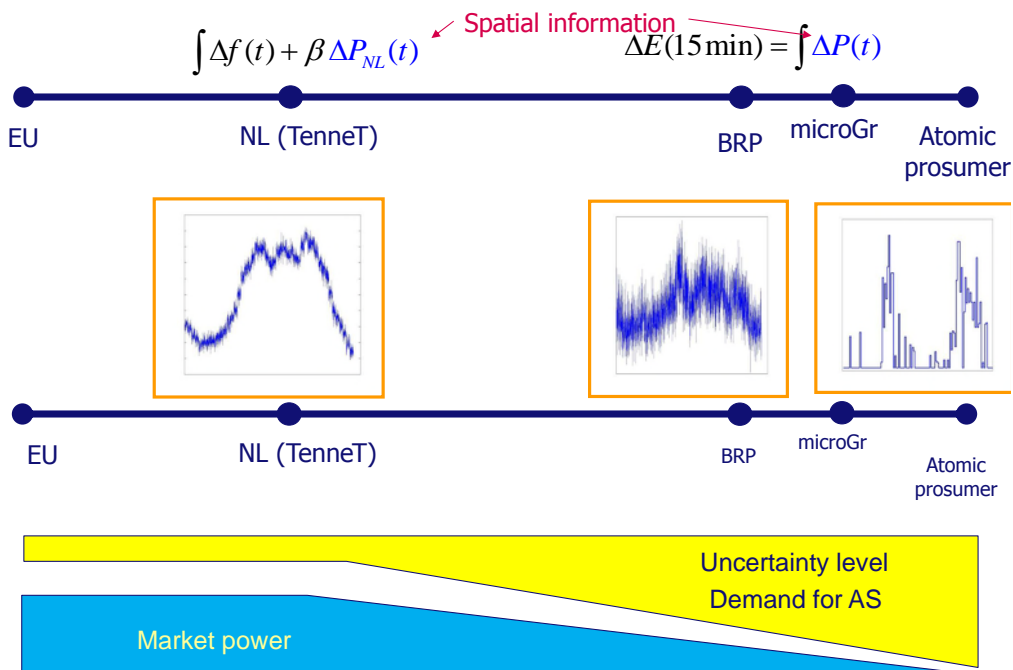 Spatial information
∫Δf(t) + β ΔP_NL(t)
ΔE(15 min) = ∫ΔP(t)
EU
NL (TenneT)
BRP
microGr
Atomic
prosumer
EU
NL (TenneT)
BRP
microGr
Atomic
prosumer
Uncertainty level
Demand for AS
Market power